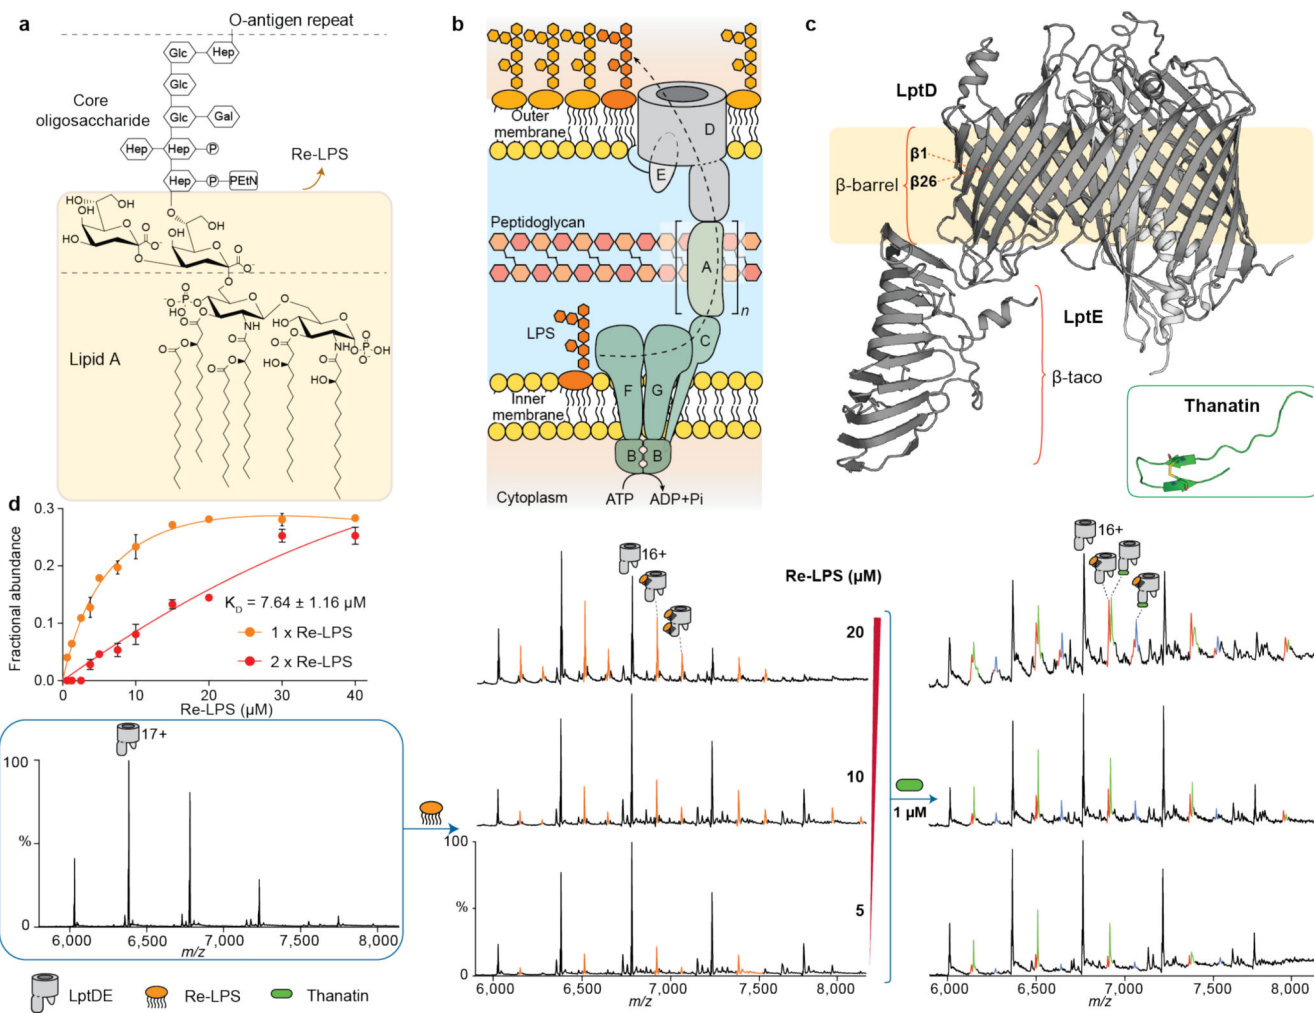 a
O-antigen repeat
Glc
Hep
Glc
Core
oligosaccharide
Glc
Gal
Hep
Hep
P
Re-LPS
Hep
P
PEtN
Lipid A
b
Outer
membrane
D
E
Peptidoglycan
A
n
LPS
C
F
G
Inner
membrane
B
B
Cytoplasm
ATP
ADP+Pi
c
LptD
β-barrel
β1
β26
LptE
β-taco
Thanatin
d
Fractional abundance
0.3
0.2
0.1
0.0
K_D = 7.64 ± 1.16 μM
1 x Re-LPS
2 x Re-LPS
0
10
20
30
40
Re-LPS (μM)
17+
100
%
0
6,000
6,500
7,000
7,500
8,000
m/z
16+
Re-LPS (μM)
20
10
5
100
%
0
6,000
6,500
7,000
7,500
8,000
m/z
1 μM
16+
6,000
6,500
7,000
7,500
8,000
m/z
LptDE
Re-LPS
Thanatin